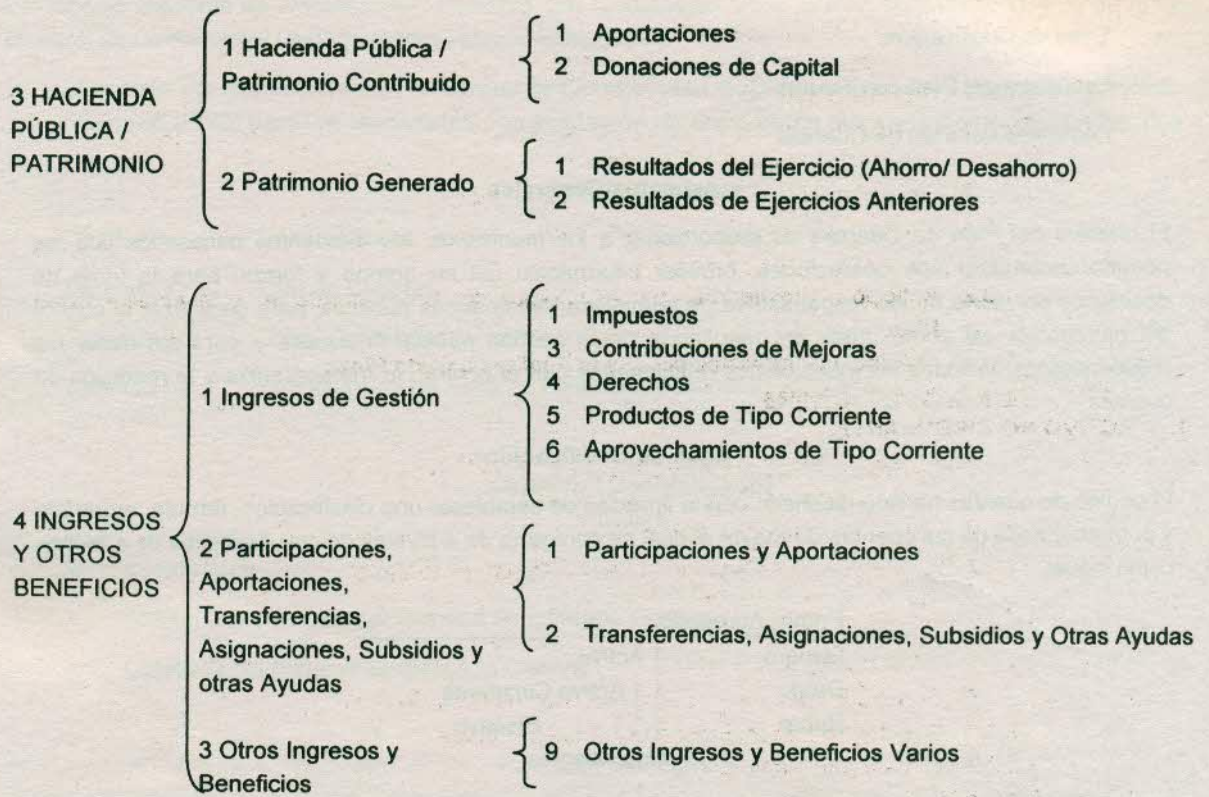 3 HACIENDA
PÚBLICA /
PATRIMONIO
1 Hacienda Pública /
Patrimonio Contribuido
1 Aportaciones
2 Donaciones de Capital
2 Patrimonio Generado
1 Resultados del Ejercicio (Ahorro/ Desahorro)
2 Resultados de Ejercicios Anteriores
4 INGRESOS
Y OTROS
BENEFICIOS
1 Ingresos de Gestión
1 Impuestos
3 Contribuciones de Mejoras
4 Derechos
5 Productos de Tipo Corriente
6 Aprovechamientos de Tipo Corriente
2 Participaciones,
Aportaciones,
Transferencias,
Asignaciones, Subsidios y
otras Ayudas
1 Participaciones y Aportaciones
2 Transferencias, Asignaciones, Subsidios y Otras Ayudas
3 Otros Ingresos y
Beneficios
9 Otros Ingresos y Beneficios Varios